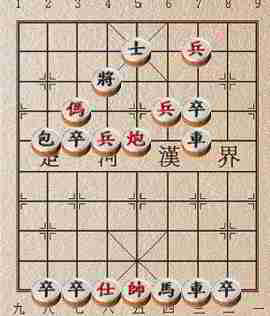 1 2 3 4 5 6 7 8 9
士 兵
將
傌 兵 卒
包 卒 兵 炮 車
楚 河 漢 界
卒 卒 仕 帥 馬 車 卒
九 八 七 六 五 四 三 二 一